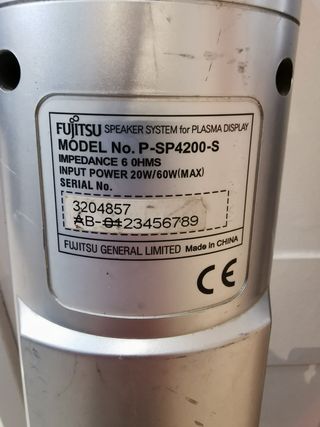 FUJITSU SPEAKER SYSTEM for PLASMA DISPLAY
MODEL No. P-SP4200-S
IMPEDANCE 6 OHMS
INPUT POWER 20W/60W(MAX)
SERIAL No.
3204857
AB-0123456789
FUJITSU GENERAL LIMITED Made in CHINA
CE